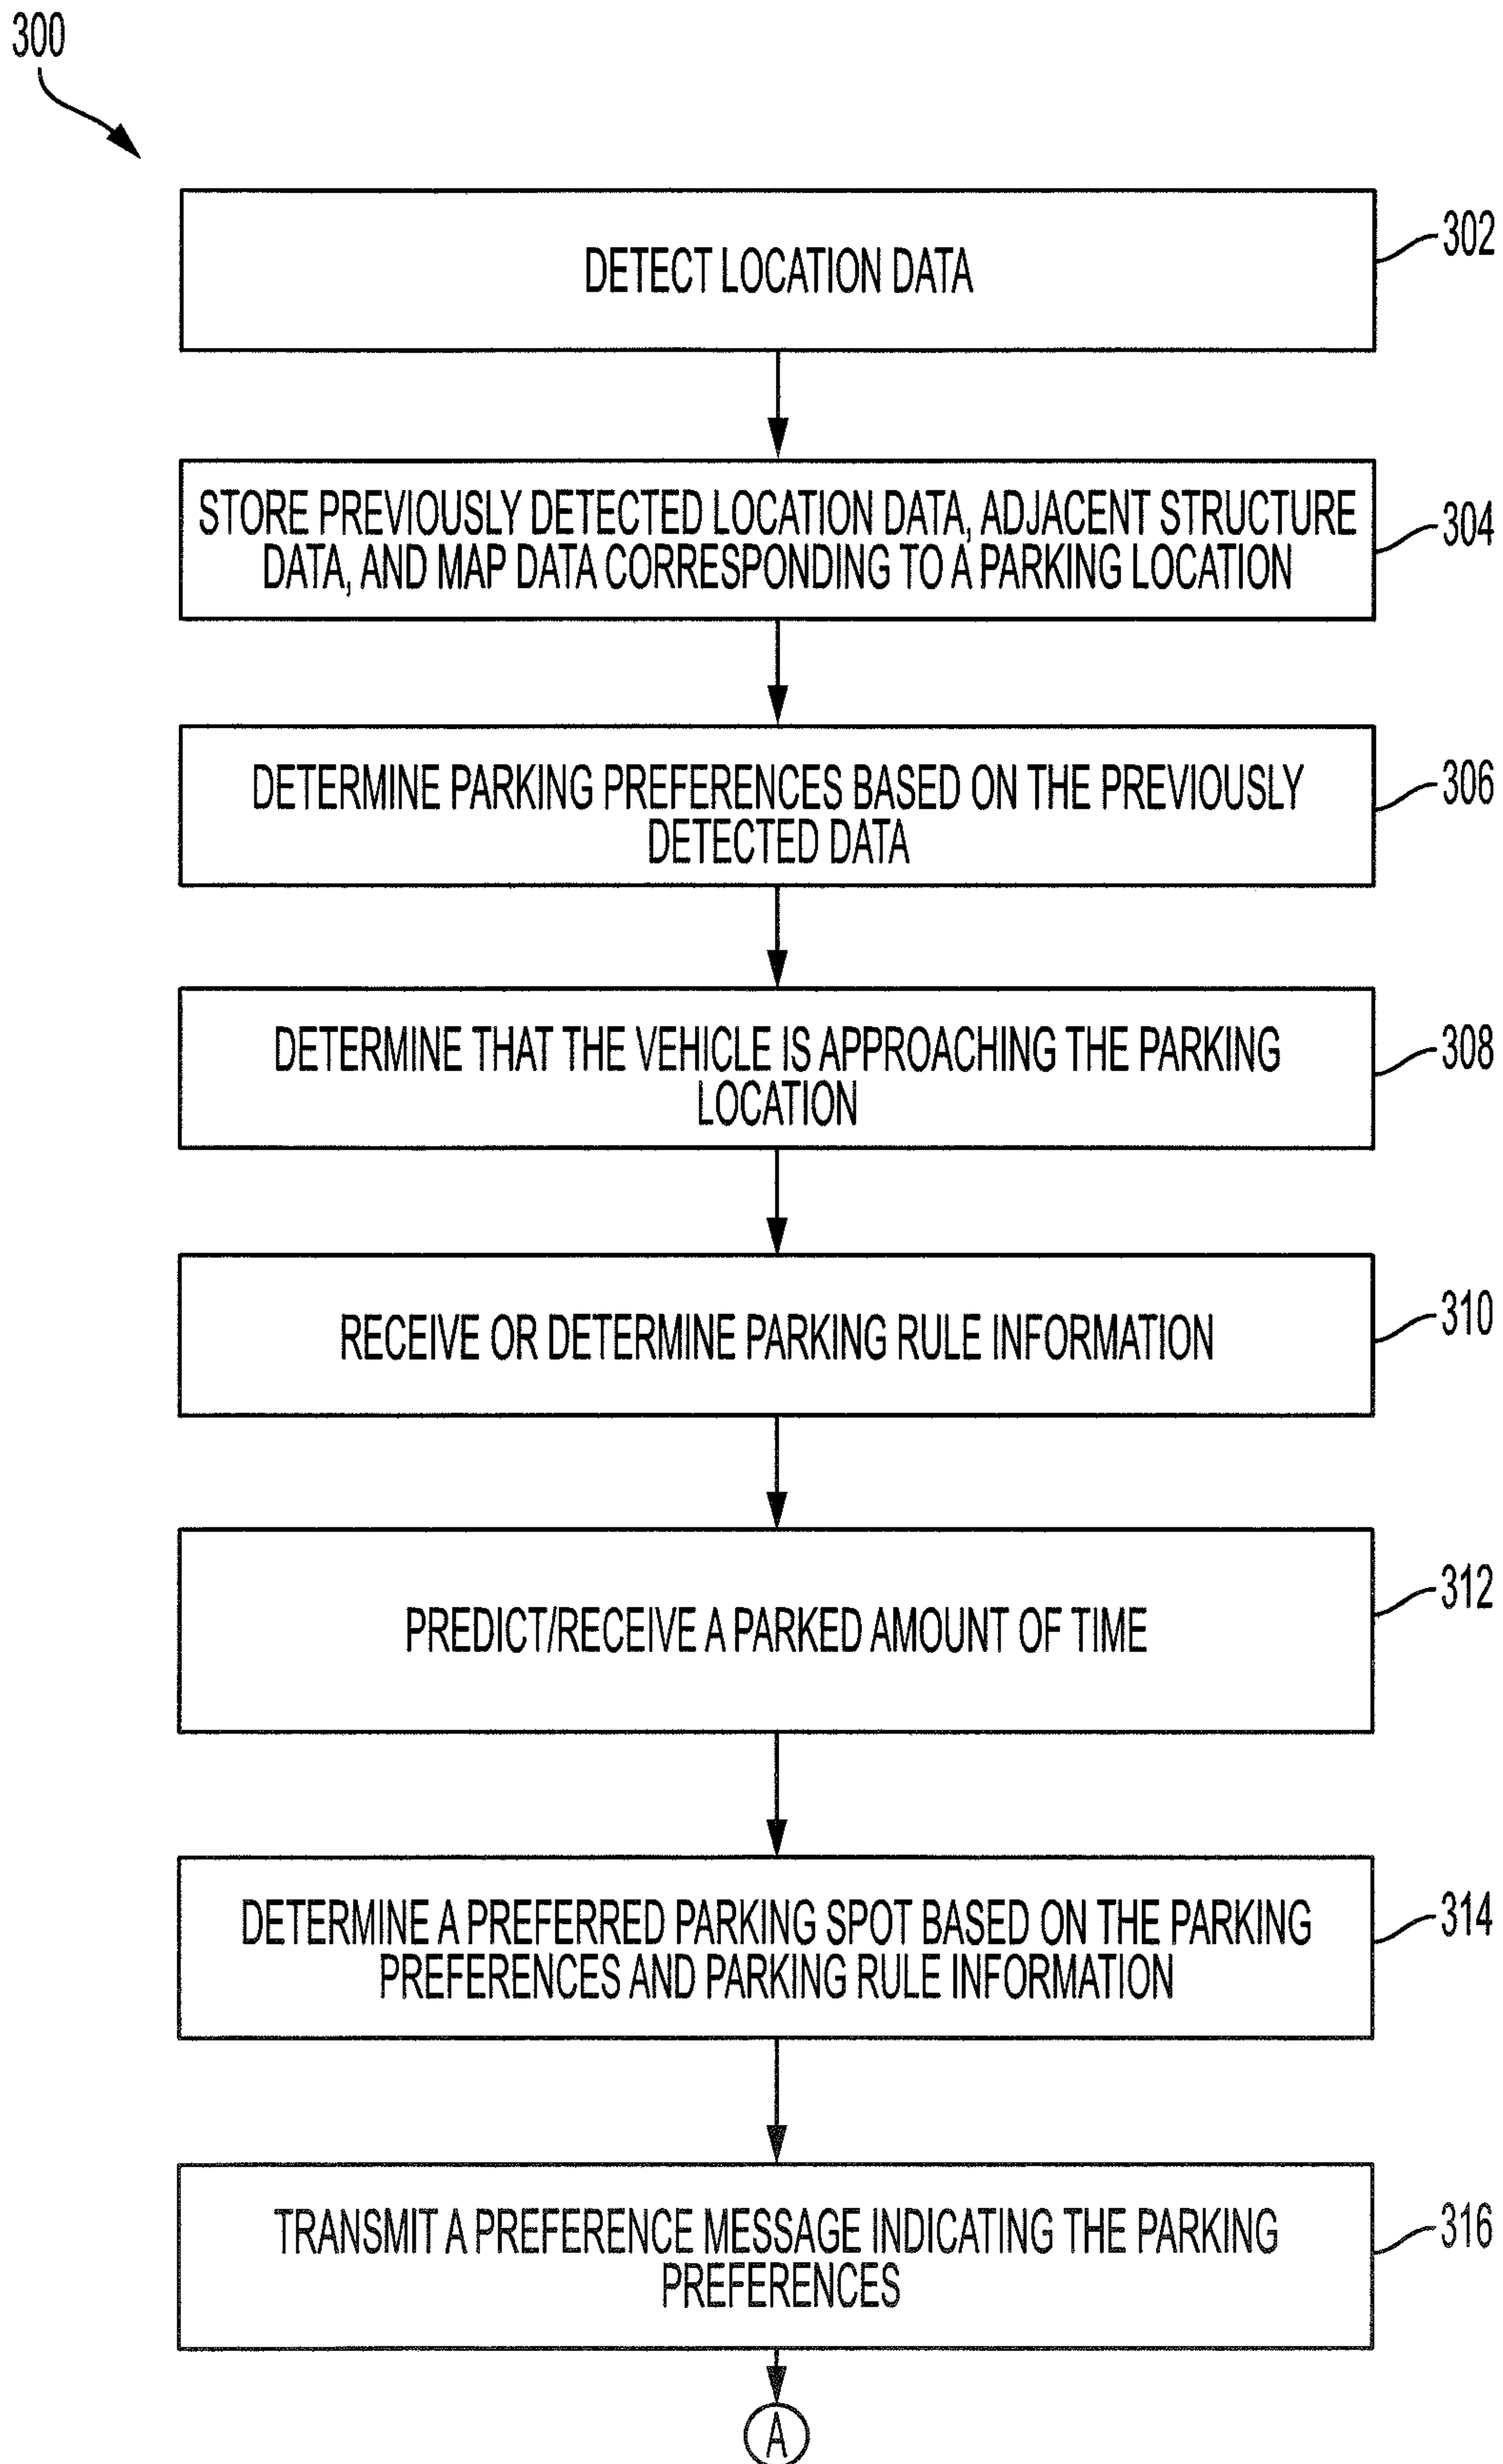 300
DETECT LOCATION DATA
302
STORE PREVIOUSLY DETECTED LOCATION DATA, ADJACENT STRUCTURE
DATA, AND MAP DATA CORRESPONDING TO A PARKING LOCATION
304
DETERMINE PARKING PREFERENCES BASED ON THE PREVIOUSLY
DETECTED DATA
306
DETERMINE THAT THE VEHICLE IS APPROACHING THE PARKING
LOCATION
308
RECEIVE OR DETERMINE PARKING RULE INFORMATION
310
PREDICT/RECEIVE A PARKED AMOUNT OF TIME
312
DETERMINE A PREFERRED PARKING SPOT BASED ON THE PARKING
PREFERENCES AND PARKING RULE INFORMATION
314
TRANSMIT A PREFERENCE MESSAGE INDICATING THE PARKING
PREFERENCES
316
A